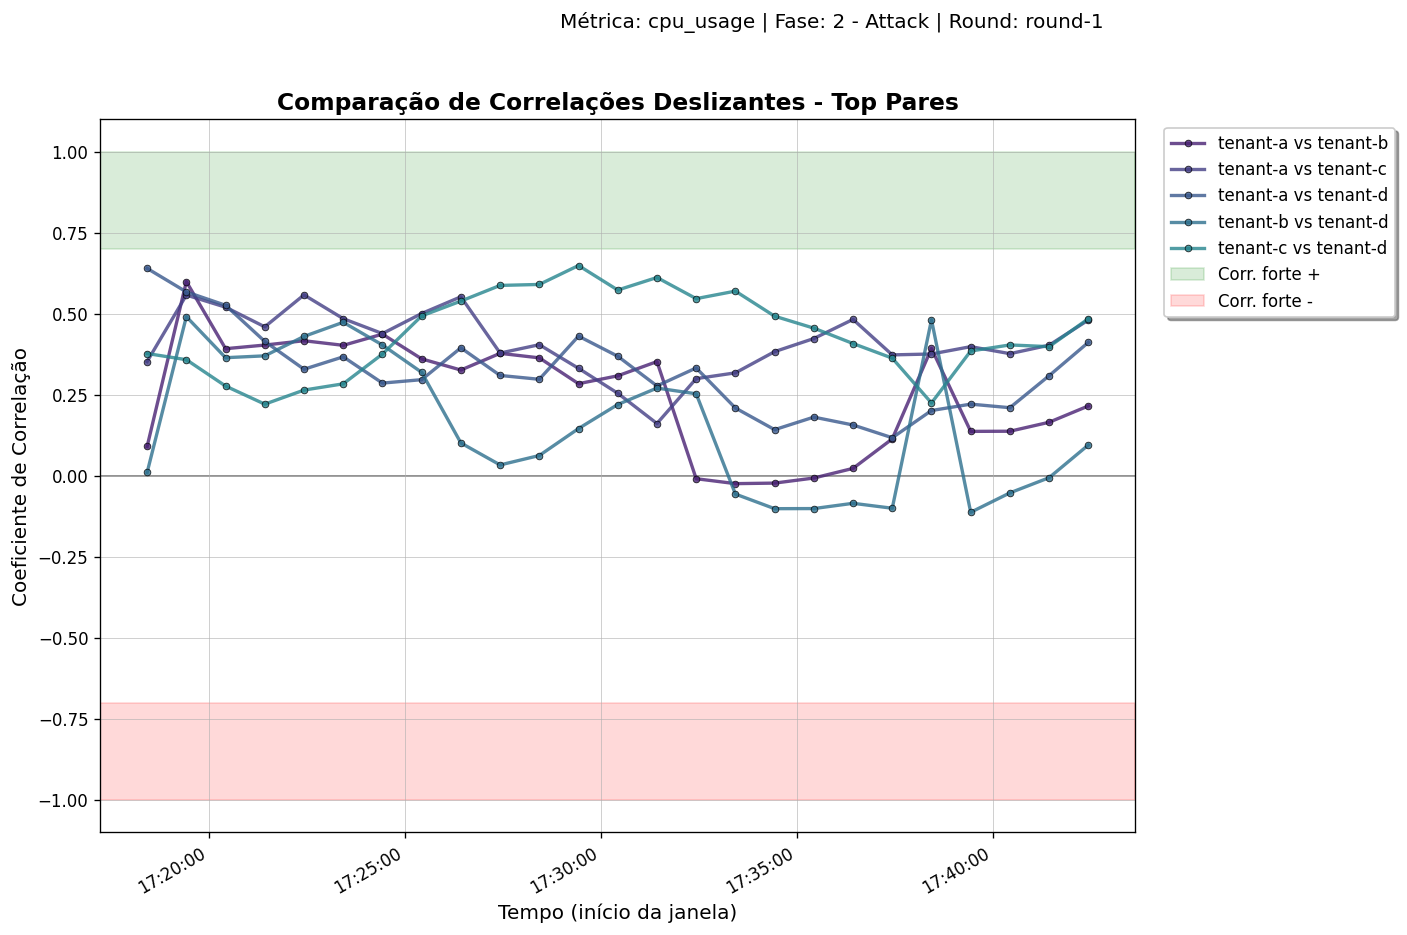 Métrica: cpu_usage | Fase: 2 - Attack | Round: round-1
Comparação de Correlações Deslizantes - Top Pares
tenant-a vs tenant-b
tenant-a vs tenant-c
tenant-a vs tenant-d
tenant-b vs tenant-d
tenant-c vs tenant-d
Corr. forte +
Corr. forte -
Coeficiente de Correlação
1.00
0.75
0.50
0.25
0.00
−0.25
−0.50
−0.75
−1.00
17:20:00
17:25:00
17:30:00
17:35:00
17:40:00
Tempo (início da janela)